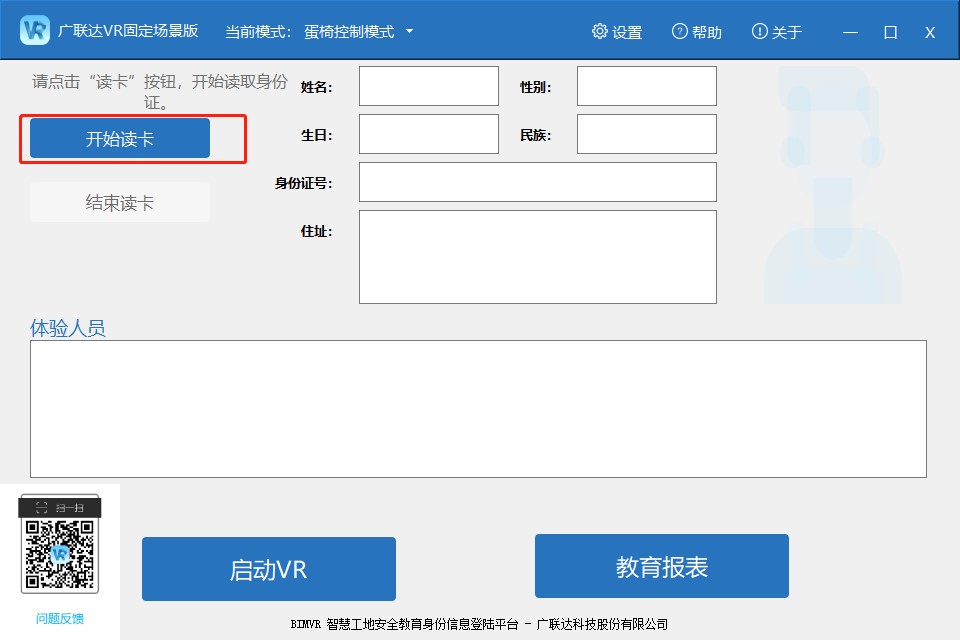 VR 广联达VR固定场景版 当前模式： 蛋椅控制模式 设置 帮助 关于 X
请点击“读卡”按钮，开始读取身份
证。
姓名： 性别：
开始读卡
生日： 民族：
身份证号：
结束读卡
住址：
体验人员
扫一扫
VR
问题反馈
启动VR
教育报表
BIMVR 智慧工地安全教育身份信息登陆平台 - 广联达科技股份有限公司